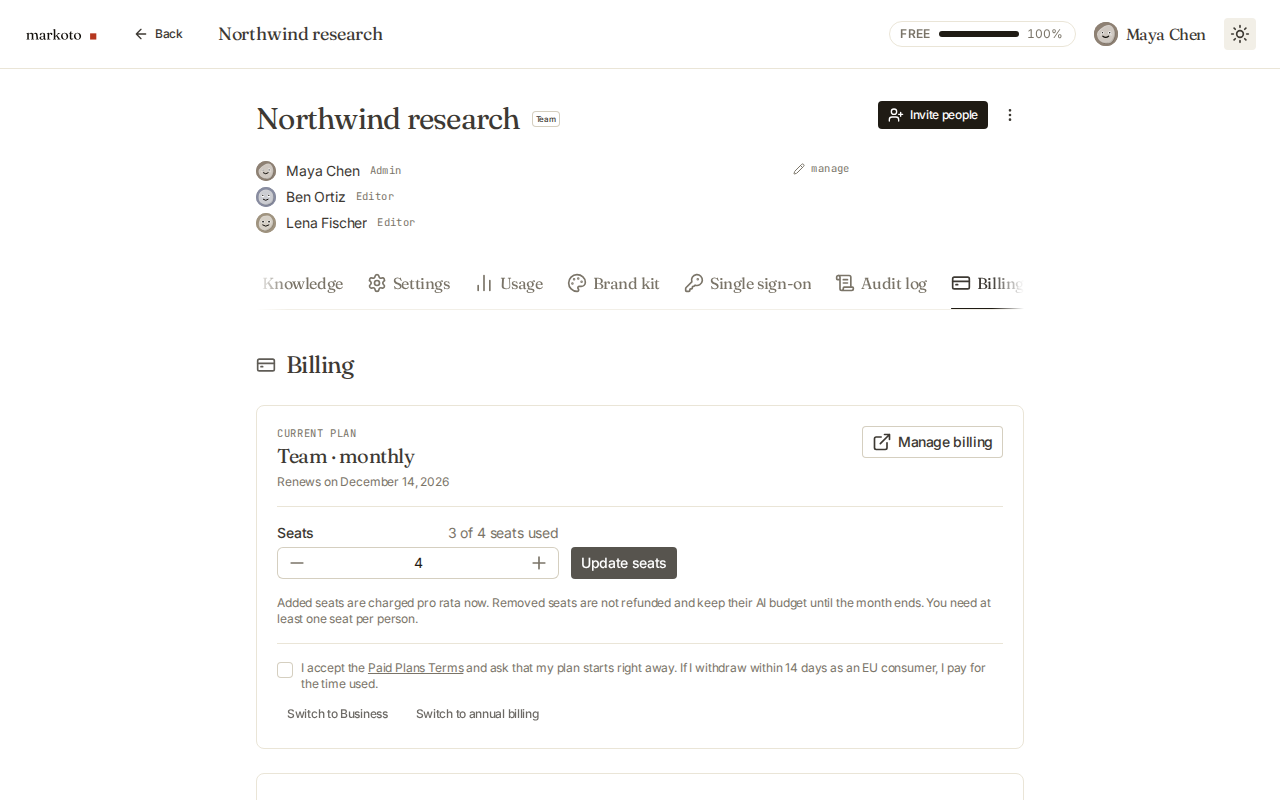 markoto
Back
Northwind research
FREE 100%
Maya Chen
Northwind research Team
Invite people
Maya Chen Admin
manage
Ben Ortiz Editor
Lena Fischer Editor
Knowledge Settings Usage Brand kit Single sign-on Audit log Billing
Billing
CURRENT PLAN
Team · monthly
Renews on December 14, 2026
Manage billing
Seats 3 of 4 seats used
4
Update seats
Added seats are charged pro rata now. Removed seats are not refunded and keep their AI budget until the month ends. You need at
least one seat per person.
I accept the Paid Plans Terms and ask that my plan starts right away. If I withdraw within 14 days as an EU consumer, I pay for
the time used.
Switch to Business Switch to annual billing